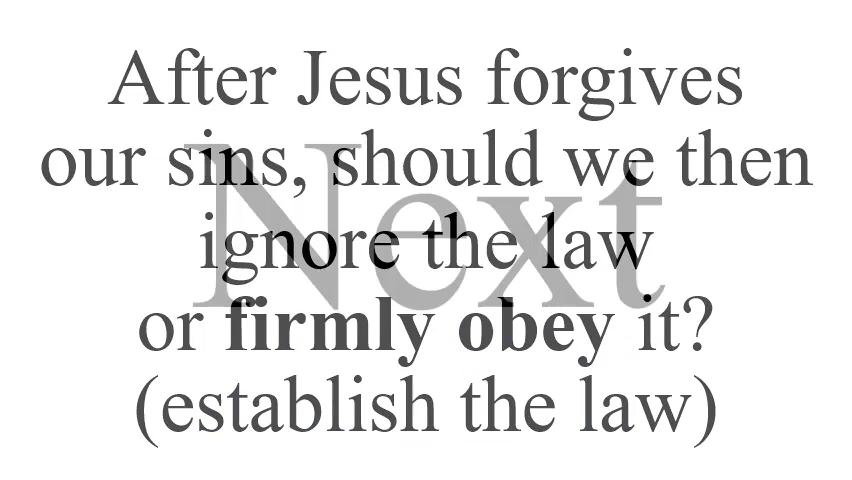 After Jesus forgives
our sins, should we then
ignore the law
or firmly obey it?
(establish the law)
Next